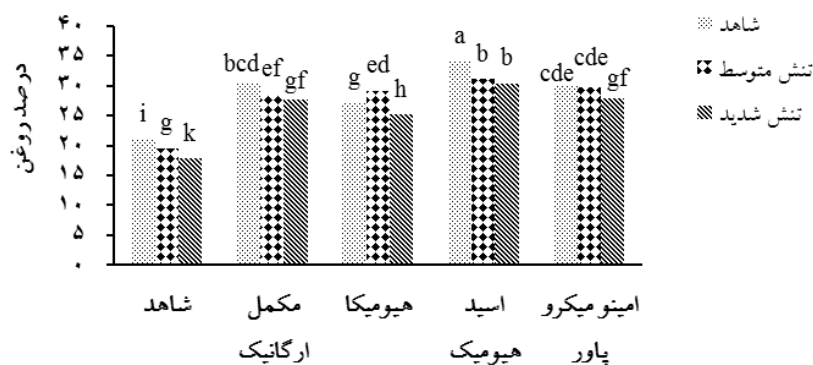 درصد روغن
۴۰
۳۵
۳۰
۲۵
۲۰
۱۵
۱۰
۵
۰
i g k
bcd ef gf
g ed h
a b b
cde cde gf
شاهد
مکمل ارگانیک
هیومیکا
اسید هیومیک
امینو میکرو پاور
شاهد
تنش متوسط
تنش شدید